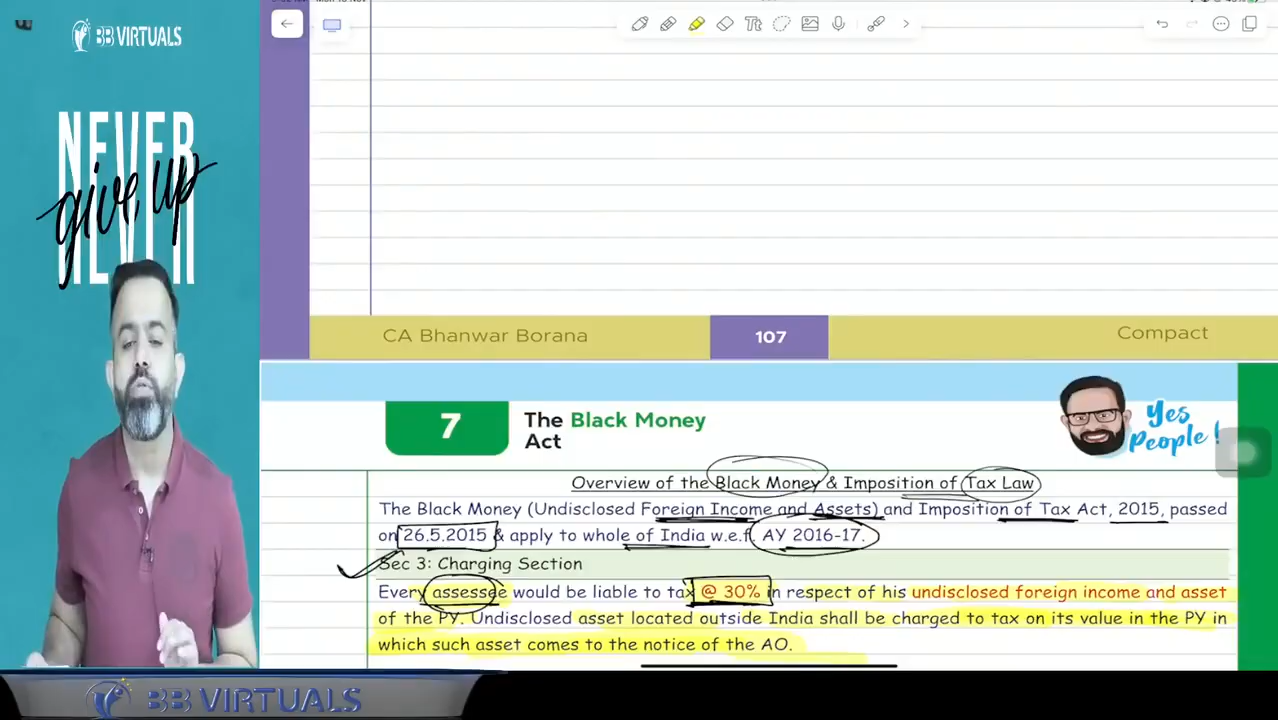 BB VIRTUALS
NEVER
give up
NEVER
CA Bhanwar Borana
107
Compact
7
The Black Money
Act
Yes
People!
Overview of the Black Money & Imposition of Tax Law
The Black Money (Undisclosed Foreign Income and Assets) and Imposition of Tax Act, 2015, passed
on 26.5.2015 & apply to whole of India w.e.f. AY 2016-17.
Sec 3: Charging Section
Every assessee would be liable to tax @ 30% in respect of his undisclosed foreign income and asset
of the PY. Undisclosed asset located outside India shall be charged to tax on its value in the PY in
which such asset comes to the notice of the AO.
BB VIRTUALS